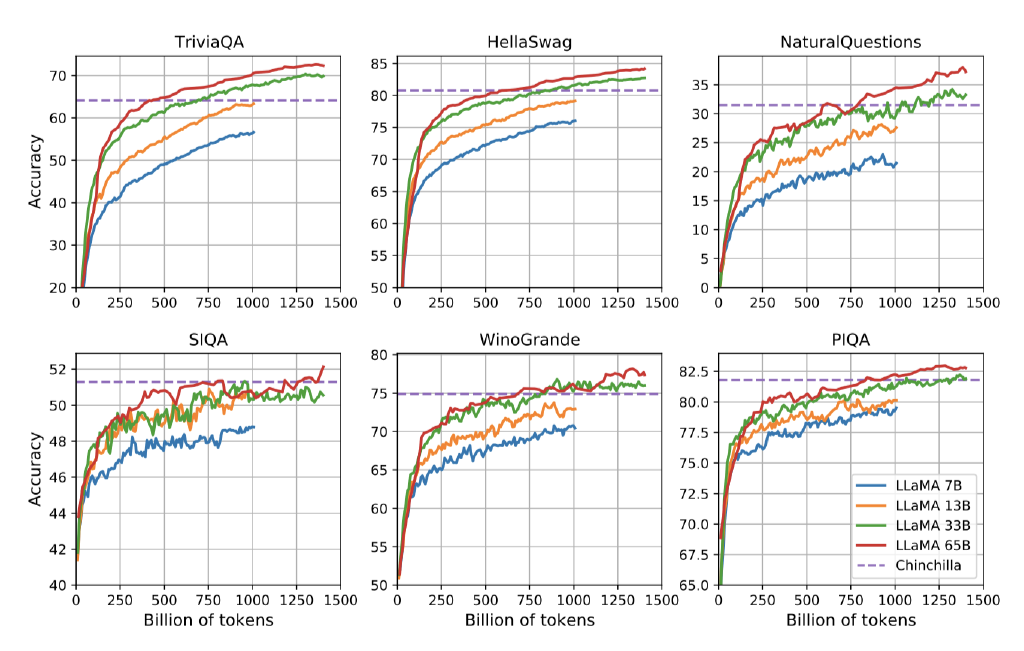 TriviaQA
Accuracy
70
60
50
40
30
20
0 250 500 750 1000 1250 1500
HellaSwag
85
80
75
70
65
60
55
50
0 250 500 750 1000 1250 1500
NaturalQuestions
35
30
25
20
15
10
5
0
0 250 500 750 1000 1250 1500
SIQA
Accuracy
52
50
48
46
44
42
40
0 250 500 750 1000 1250 1500
Billion of tokens
WinoGrande
80
75
70
65
60
55
50
0 250 500 750 1000 1250 1500
Billion of tokens
PIQA
82.5
80.0
77.5
75.0
72.5
70.0
67.5
65.0
LLaMA 7B
LLaMA 13B
LLaMA 33B
LLaMA 65B
Chinchilla
0 250 500 750 1000 1250 1500
Billion of tokens